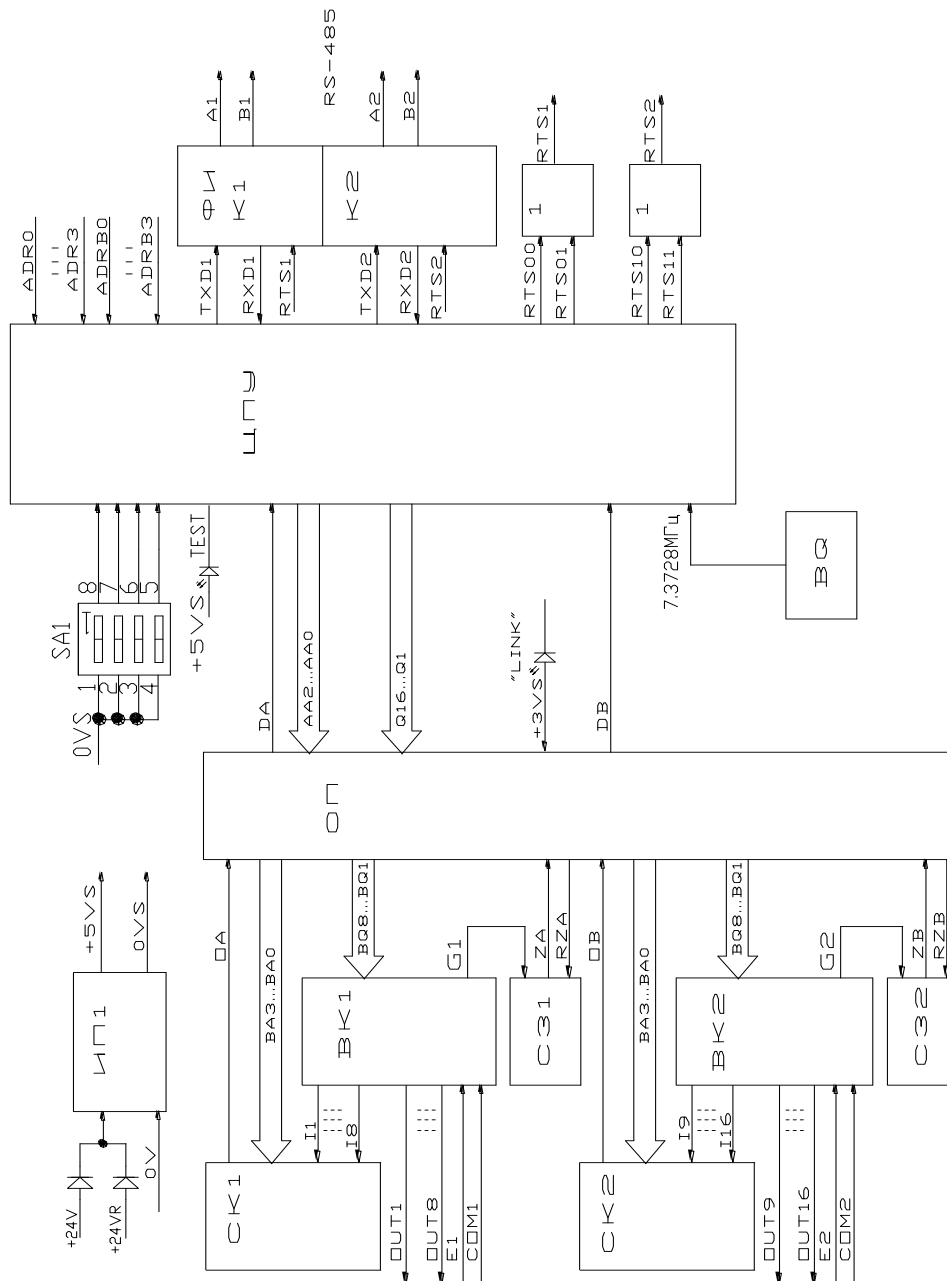 RS-485
A1
B1
A2
B2
RTS1
RTS2
ФИ
К1
К2
1
1
ADR0
ADR3
ADRB0
ADRB3
TXD1
RXD1
RTS1
TXD2
RXD2
RTS2
RTS00
RTS01
RTS10
RTS11
ЦПУ
SA1
0VS
1
2
3
4
8
7
6
5
+5VS
TEST
DA
AA2...AA0
Q16...Q1
"LINK"
+3VS
DB
7.3728МГц
BQ
ОП
+5VS
0VS
ИП1
+24V
+24VR
0V
OA
BA3...BA0
BQ8...BQ1
G1
ZA
RZA
OB
BA3...BA0
BQ8...BQ1
G2
ZB
RZB
ВК1
СЗ1
ВК2
СЗ2
I1
I8
I9
I16
СК1
СК2
OUT1
OUT8
E1
COM1
OUT9
OUT16
E2
COM2